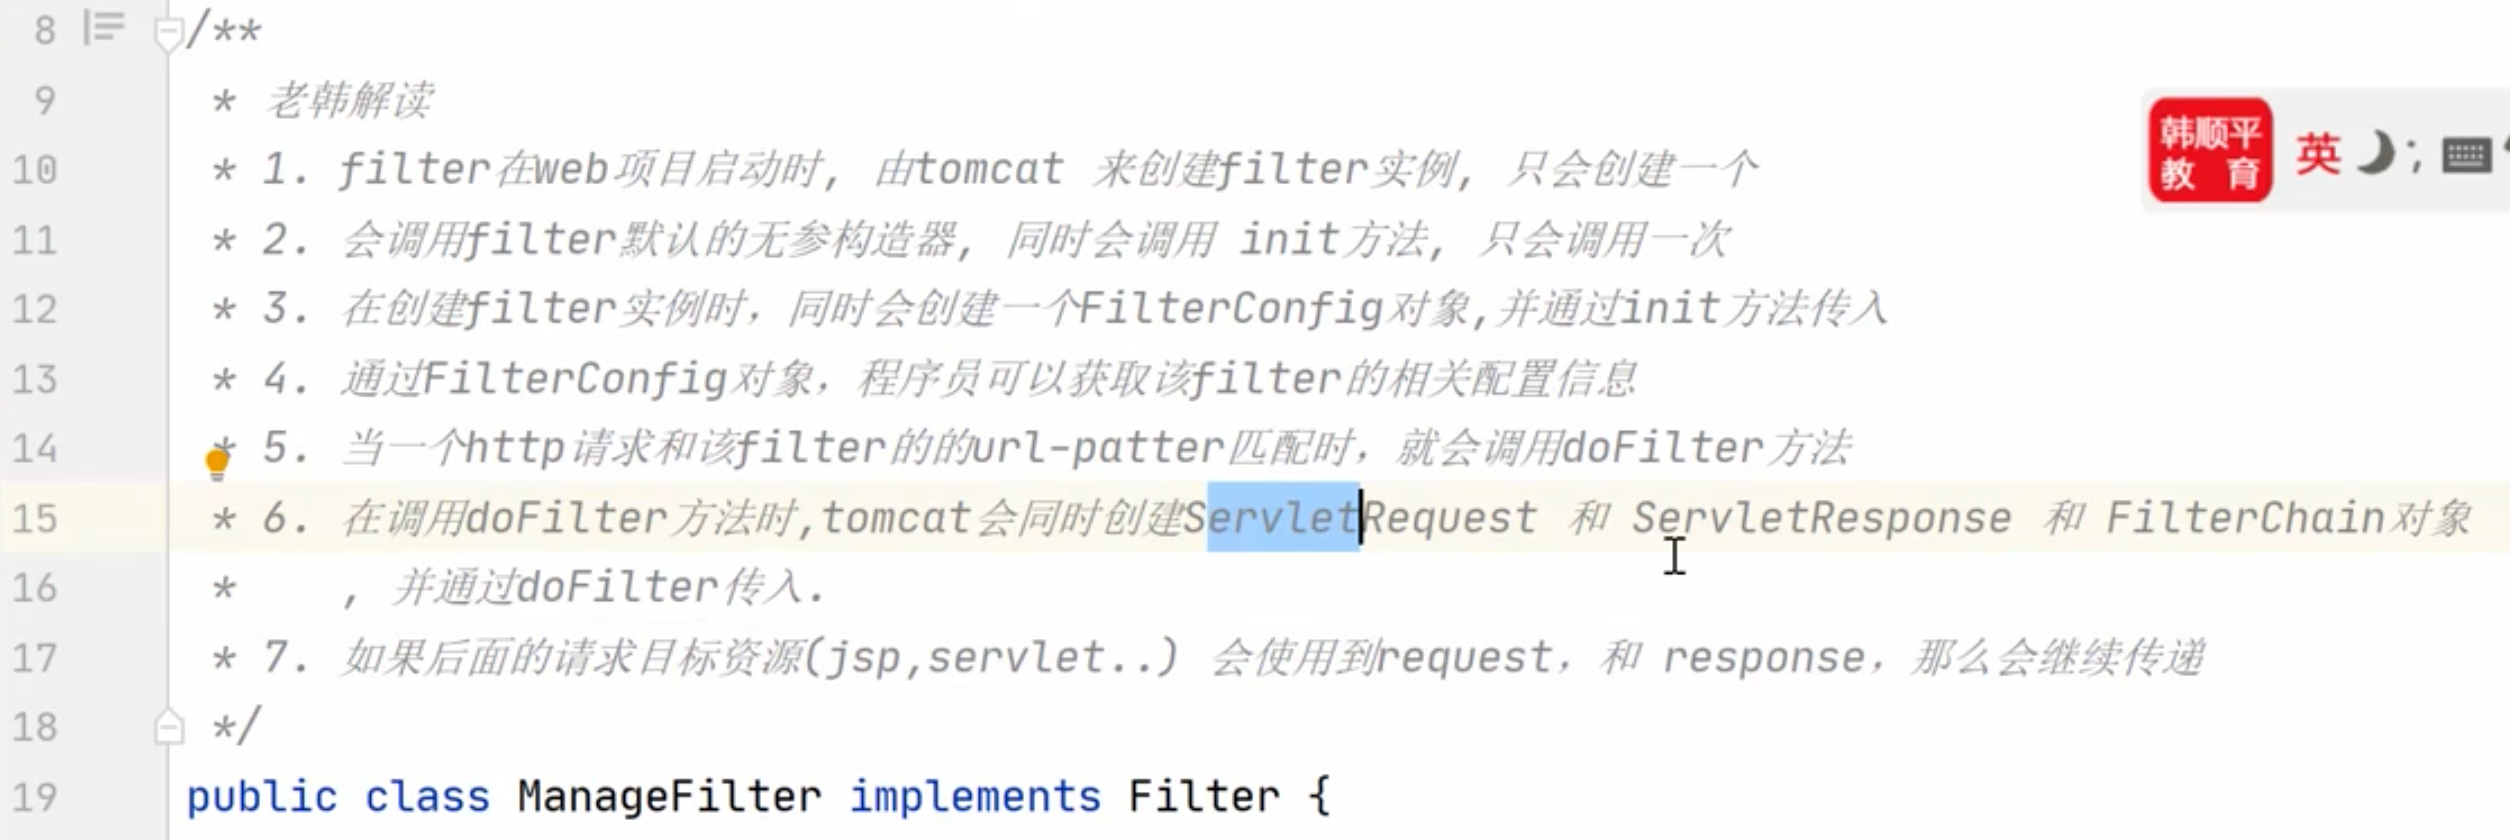 8 /**
9 * 老韩解读
10 * 1. filter在web项目启动时, 由tomcat 来创建filter实例, 只会创建一个
11 * 2. 会调用filter默认的无参构造器, 同时会调用 init方法, 只会调用一次
12 * 3. 在创建filter实例时，同时会创建一个FilterConfig对象,并通过init方法传入
13 * 4. 通过FilterConfig对象，程序员可以获取该filter的相关配置信息
14 * 5. 当一个http请求和该filter的的url-patter匹配时，就会调用doFilter方法
15 * 6. 在调用doFilter方法时,tomcat会同时创建ServletRequest 和 ServletResponse 和 FilterChain对象
16 * , 并通过doFilter传入.
17 * 7. 如果后面的请求目标资源(jsp,servlet..) 会使用到request，和 response，那么会继续传递
18 */
19 public class ManageFilter implements Filter {
韩顺平
教 育
英